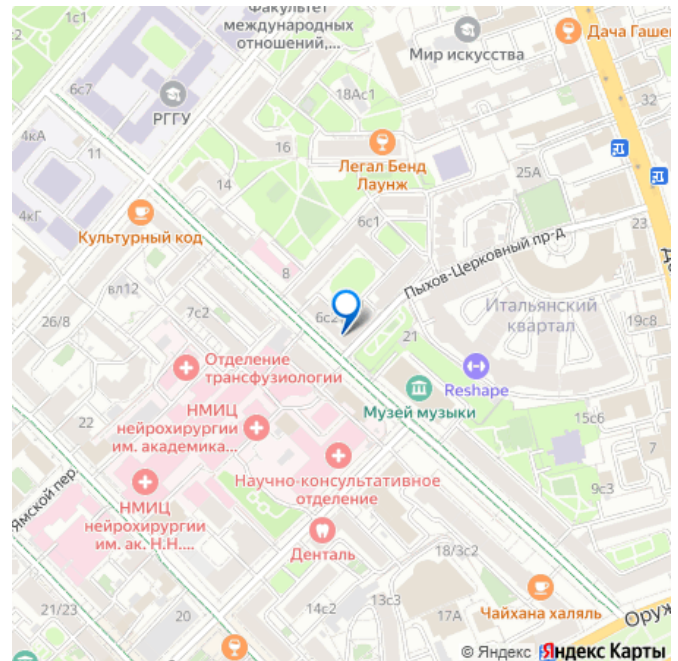 Факультет
международных
отношений,...
1с1
Мир искусства
Дача Гаше
6с7
РГГУ
18Ас1
32
4кА
11
16
Легал Бенд
Лаунж
25А
14
4кГ
Культурный код
6с1
23
Пыхов-Церковный пр-д
8
вл12
Итальянский
квартал
26/8
7с2
6с2
21
19с8
Отделение
трансфузиологии
Reshape
Музей музыки
НМИЦ
нейрохирургии
им. академика...
22
15с6
7
Научно-консультативное
отделение
9с3
Ямской пер.
НМИЦ
нейрохирургии
им. ак. Н.Н....
Денталь
18/3с2
21/23
20
14с2
13с3
17А
Чайхана халяль
Оруж
© Яндекс
Яндекс Карты